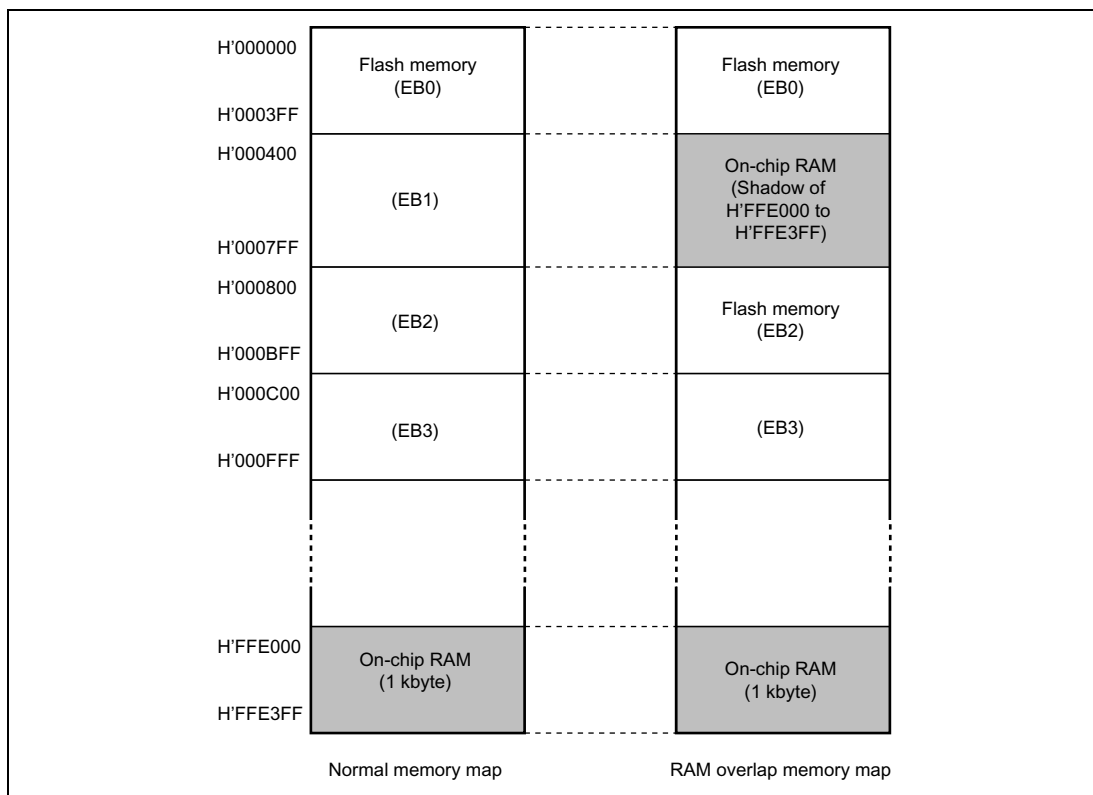 H'000000
Flash memory
(EB0)
Flash memory
(EB0)
H'0003FF
H'000400
(EB1)
On-chip RAM
(Shadow of
H'FFE000 to
H'FFE3FF)
H'0007FF
H'000800
(EB2)
Flash memory
(EB2)
H'000BFF
H'000C00
(EB3)
(EB3)
H'000FFF
H'FFE000
On-chip RAM
(1 kbyte)
On-chip RAM
(1 kbyte)
H'FFE3FF
Normal memory map
RAM overlap memory map